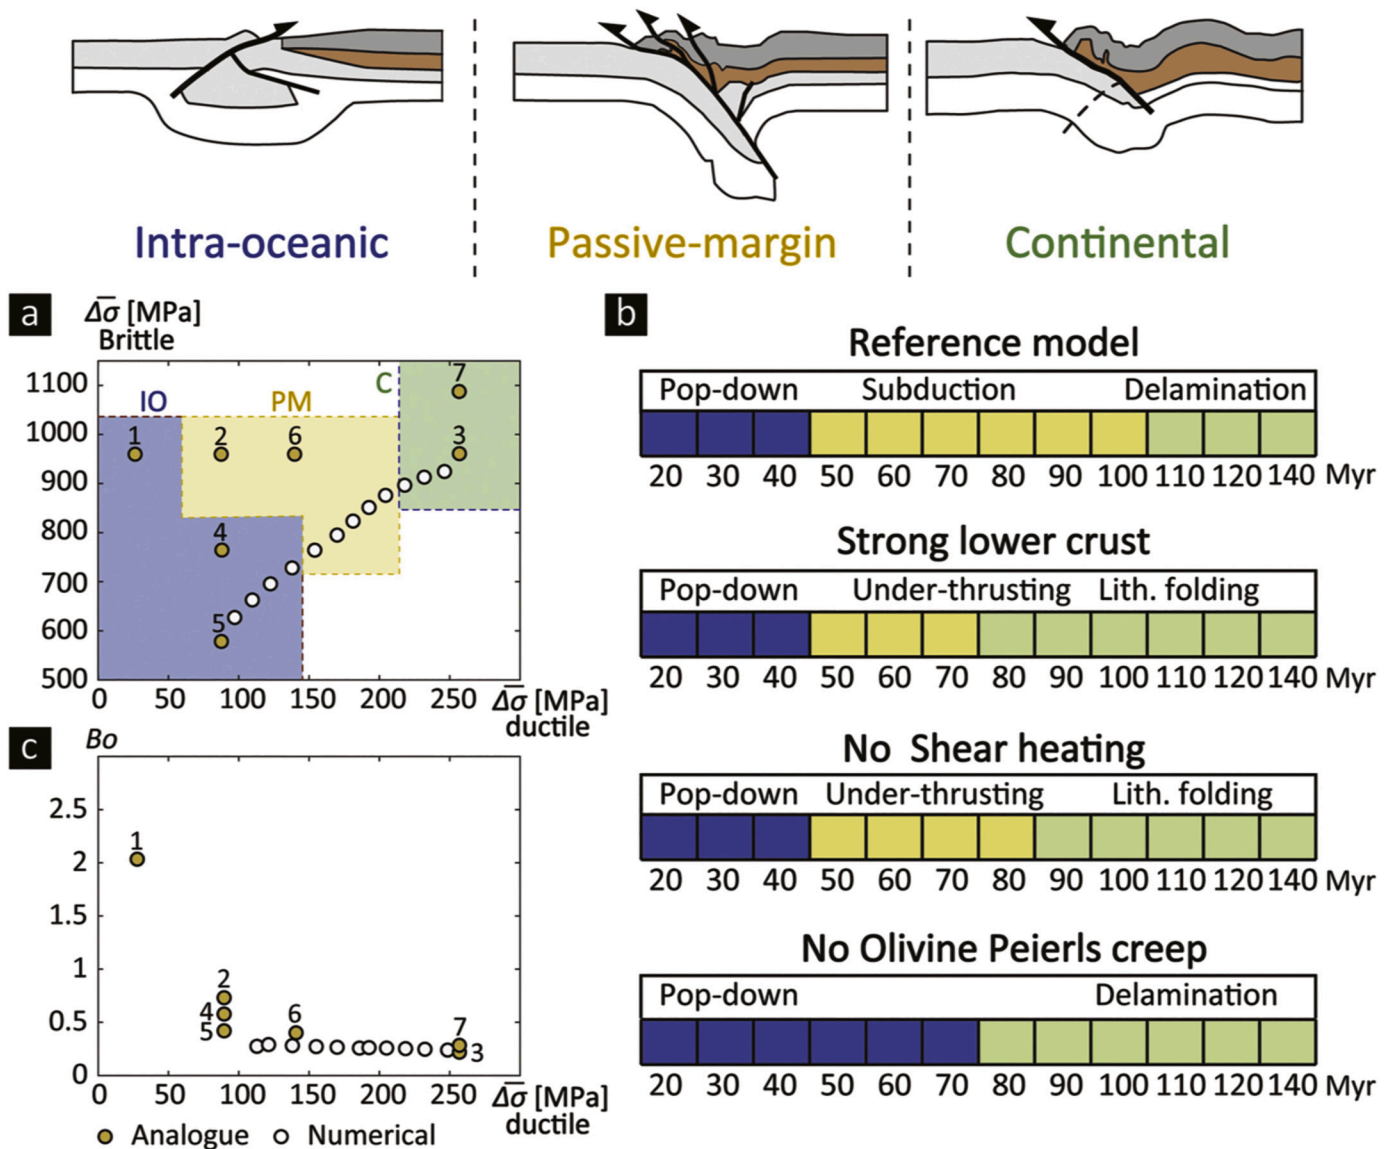 Intra-oceanic
Passive-margin
Continental
a
Δσ̅ [MPa]
Brittle
1100
1000
900
800
700
600
500
IO
PM
C
1
2
6
7
3
4
5
0
50
100
150
200
250
Δσ̅ [MPa]
ductile
b
Reference model
Pop-down Subduction Delamination
20 30 40 50 60 70 80 90 100 110 120 140 Myr
Strong lower crust
Pop-down Under-thrusting Lith. folding
20 30 40 50 60 70 80 90 100 110 120 140 Myr
No Shear heating
Pop-down Under-thrusting Lith. folding
20 30 40 50 60 70 80 90 100 110 120 140 Myr
No Olivine Peierls creep
Pop-down Delamination
20 30 40 50 60 70 80 90 100 110 120 140 Myr
c
Bo
2.5
2
1.5
1
0.5
0
1
2
4
5
6
7
3
0 50 100 150 200 250
Δσ̅ [MPa]
ductile
Analogue Numerical